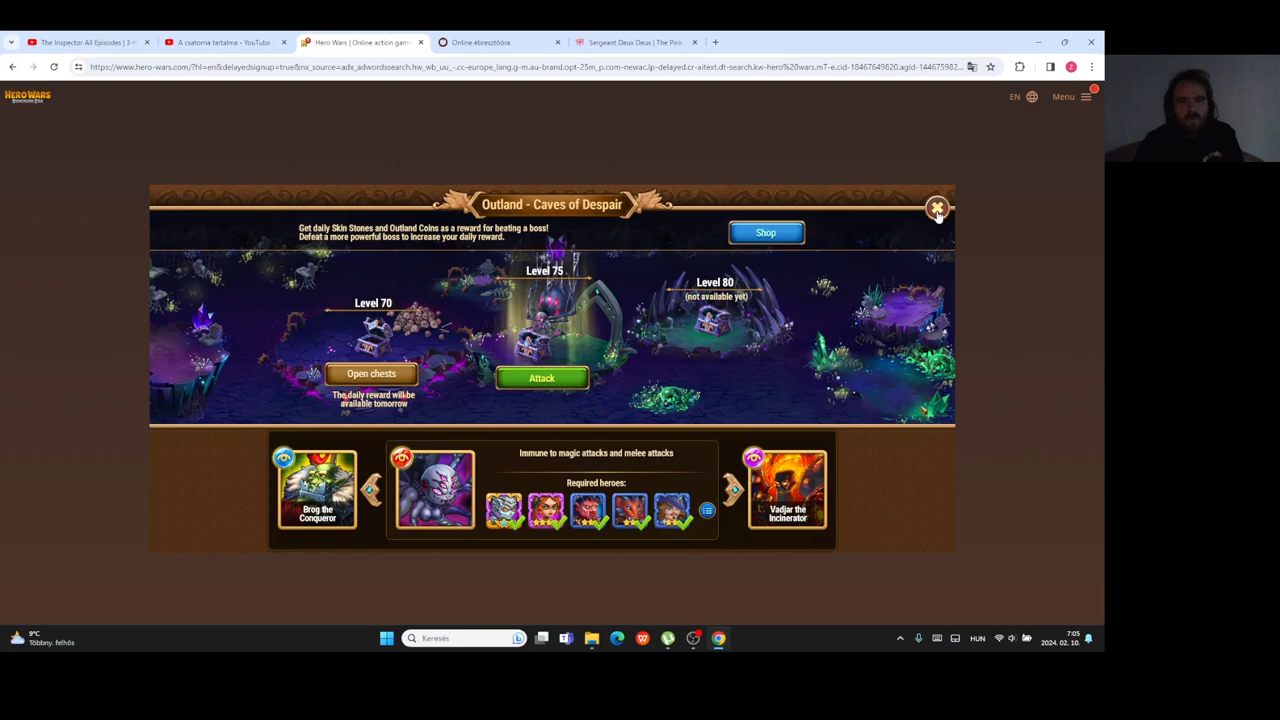 The Inspector All Episodes | 3-H
A csatorna tartalma - YouTube
Hero Wars | Online action gam
Online ébresztőóra
Sergeant Deux Deux | The Pink
https://www.hero-wars.com/?hl=en&delayedsignup=true&nx_source=adx_adwordssearch.hw_wb_uu_-.cc-europe_lang.g-m.au-brand.opt-25m_p.com-newac.lp-delayed.cr-aitext.dt-search.kw-hero%20wars.mT-e.cid-18467649820.agId-144675982...
HERO WARS
DOMINION ERA
EN
Menu
Outland - Caves of Despair
Get daily Skin Stones and Outland Coins as a reward for beating a boss!
Defeat a more powerful boss to increase your daily reward.
Shop
Level 75
Level 80
(not available yet)
Level 70
Open chests
Attack
The daily reward will be
available tomorrow
Immune to magic attacks and melee attacks
Required heroes:
Brog the
Conqueror
Vadjar the
Incinerator
9°C
Többny. felhős
Keresés
HUN
7:05
2024. 02. 10.